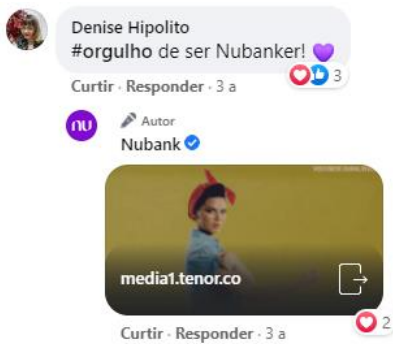 Denise Hipolito
#orgulho de ser Nubanker! 💜
3
Curtir · Responder · 3 a
nu
Autor
Nubank
media1.tenor.co
2
Curtir · Responder · 3 a